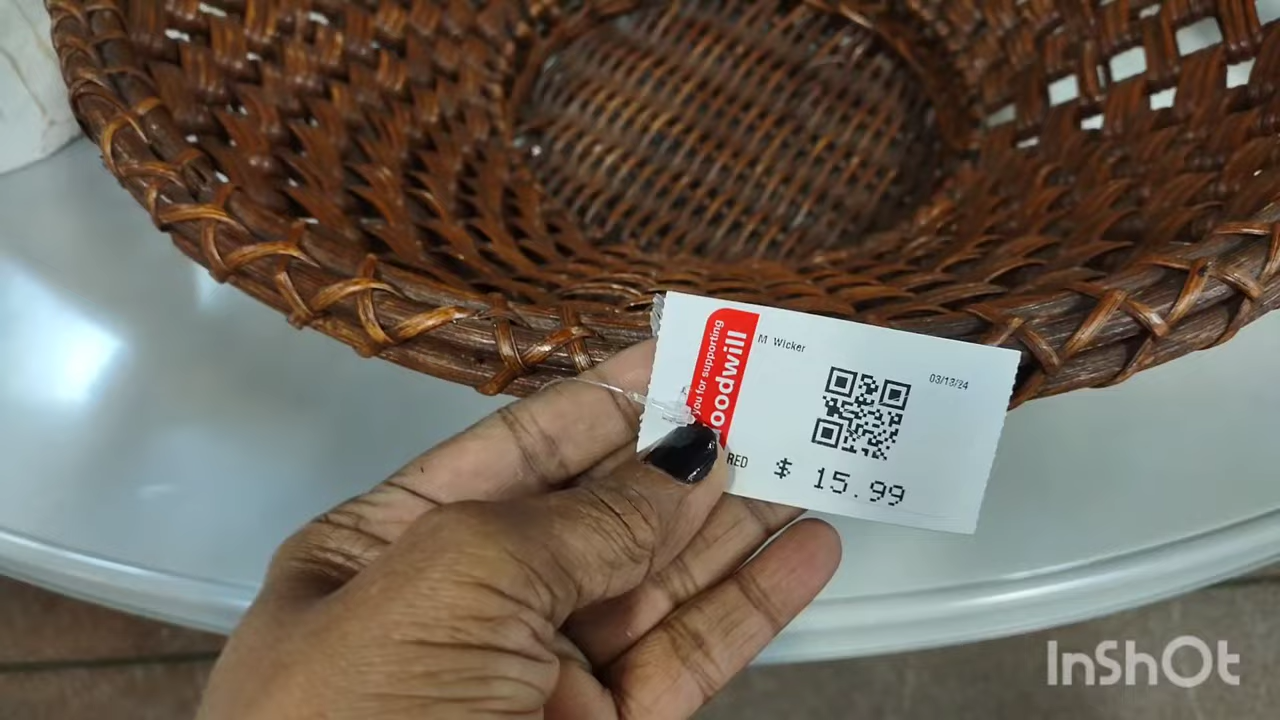 you for supporting
oodwill
M Wicker
03/13/24
RED
$ 15.99
InShOt